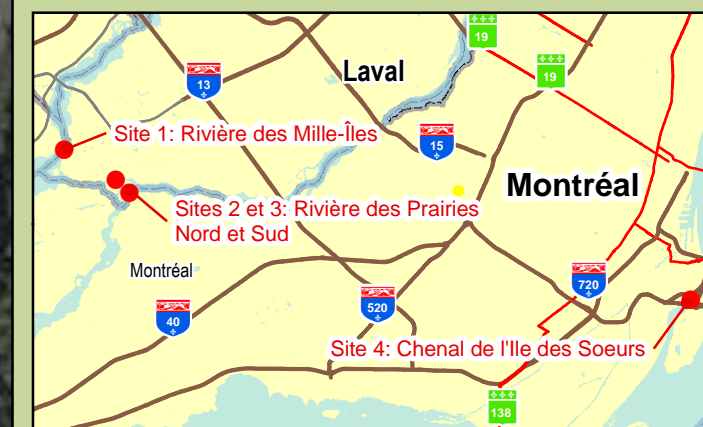 19
19
13
Laval
Site 1: Rivière des Mille-Îles
15
Montréal
Sites 2 et 3: Rivière des Prairies
Nord et Sud
Montréal
720
520
40
Site 4: Chenal de l'Ile des Soeurs
138